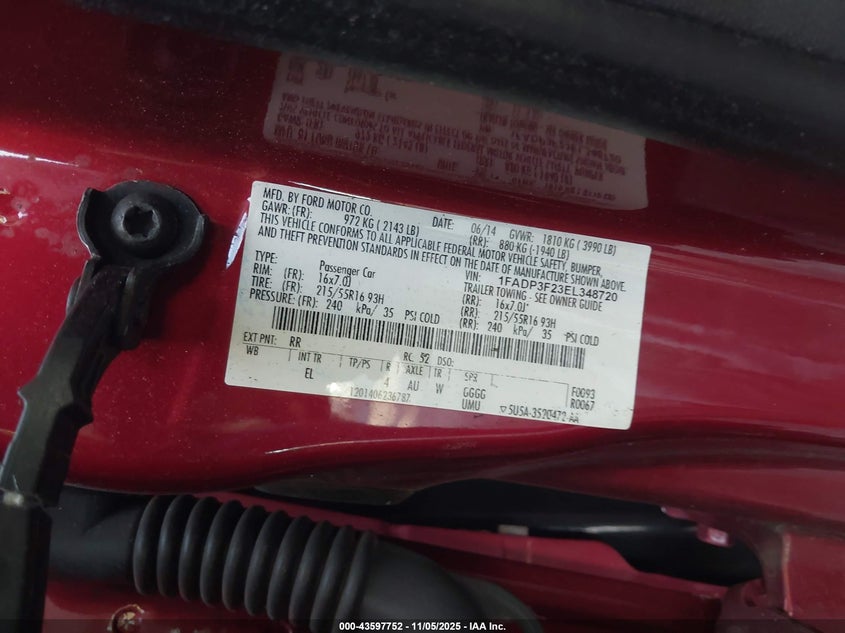 MFD. BY FORD MOTOR CO.
DATE: 06/14 GVWR: 1810 KG ( 3990 LB)
GAWR: (FR): 972 KG ( 2143 LB) (RR): 880 KG ( 1940 LB)
THIS VEHICLE CONFORMS TO ALL APPLICABLE FEDERAL MOTOR VEHICLE SAFETY, BUMPER,
AND THEFT PREVENTION STANDARDS IN EFFECT ON THE DATE OF MANUFACTURE SHOWN ABOVE.
VIN: 1FADP3F23EL348720
TYPE: Passenger Car TRAILER TOWING - SEE OWNER GUIDE
RIM: (FR): 16x7.0J (RR): 16x7.0J
(FR): 215/55R16 93H (RR): 215/55R16 93H
PRESSURE: (FR): 240 kPa/ 35 PSI COLD (RR): 240 kPa/ 35 PSI COLD
EXT PNT: RR RC: 52 DSO:
WB INT TR TP/PS R AXLE TR SPR
EL 4 AU W GGGG F0093
UMU R0067
1201406236787
5USA-3520472-AA
000-43597752 - 11/05/2025 - IAA Inc.